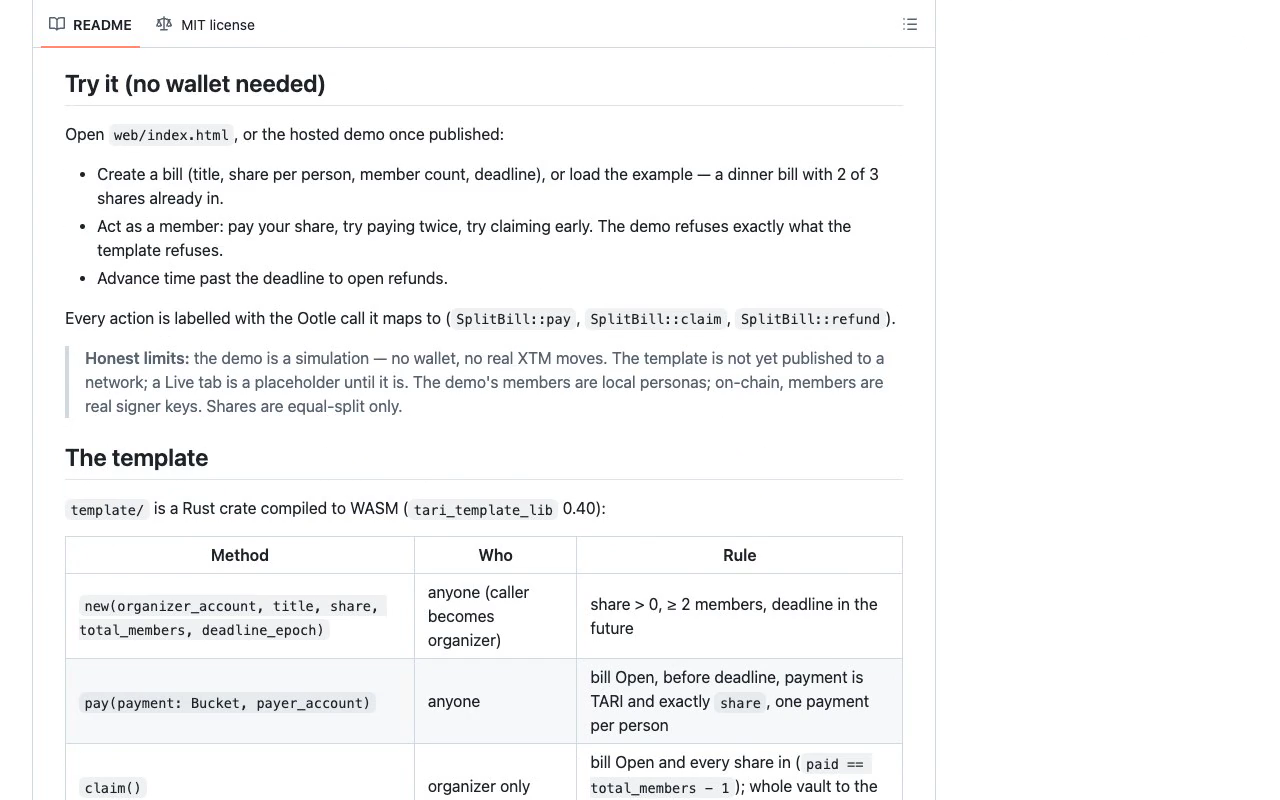 README MIT license
Try it (no wallet needed)
Open web/index.html, or the hosted demo once published:
• Create a bill (title, share per person, member count, deadline), or load the example — a dinner bill with 2 of 3
shares already in.
• Act as a member: pay your share, try paying twice, try claiming early. The demo refuses exactly what the
template refuses.
• Advance time past the deadline to open refunds.
Every action is labelled with the Ootle call it maps to ( SplitBill::pay, SplitBill::claim, SplitBill::refund ).
Honest limits: the demo is a simulation — no wallet, no real XTM moves. The template is not yet published to a
network; a Live tab is a placeholder until it is. The demo's members are local personas; on-chain, members are
real signer keys. Shares are equal-split only.
The template
template/ is a Rust crate compiled to WASM ( tari_template_lib 0.40):
Method Who Rule
new(organizer_account, title, share,
total_members, deadline_epoch)
anyone (caller
becomes
organizer)
share > 0, ≥ 2 members, deadline in the
future
pay(payment: Bucket, payer_account)
anyone
bill Open, before deadline, payment is
TARI and exactly share, one payment
per person
claim()
organizer only
bill Open and every share in ( paid ==
total_members - 1 ); whole vault to the